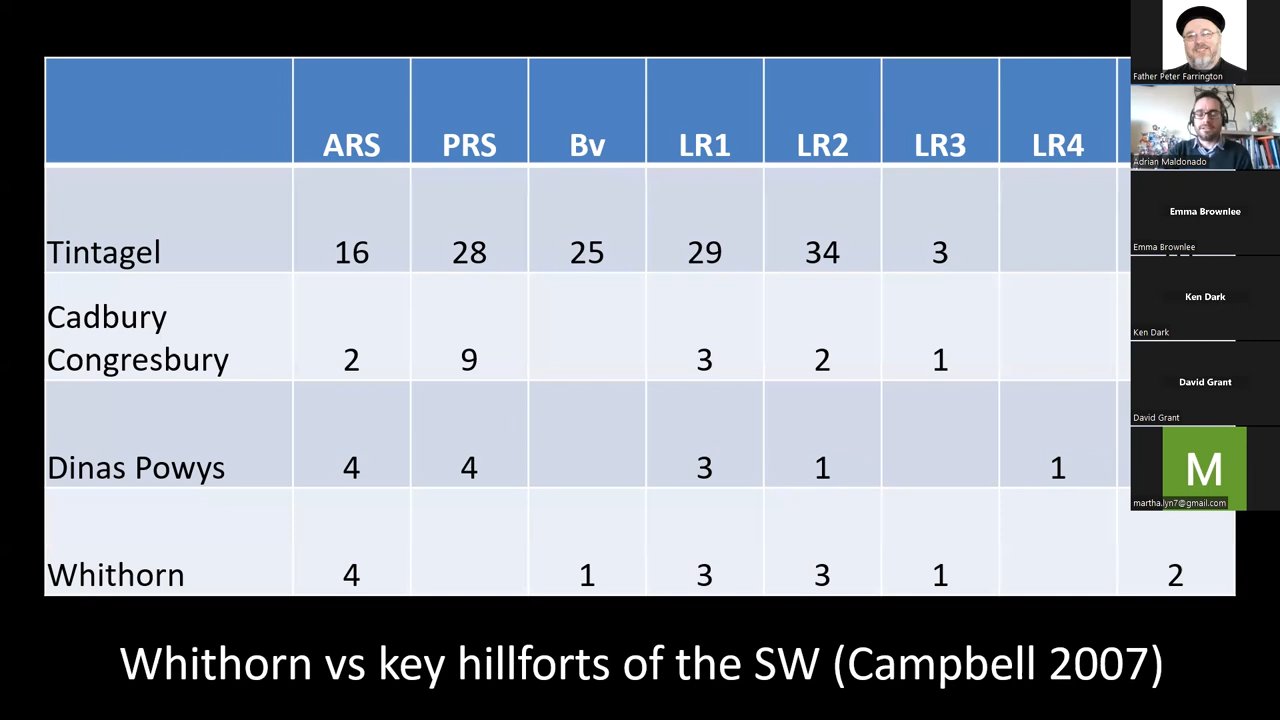 ARS PRS Bv LR1 LR2 LR3 LR4
Tintagel 16 28 25 29 34 3
Cadbury
Congresbury 2 9 3 2 1
Dinas Powys 4 4 3 1 1
Whithorn 4 1 3 3 1 2
Whithorn vs key hillforts of the SW (Campbell 2007)
Father Peter Farrington
Adrian Maldonado
Emma Brownlee
Emma Brownlee
Ken Dark
Ken Dark
David Grant
David Grant
M
martha.lyn7@gmail.com